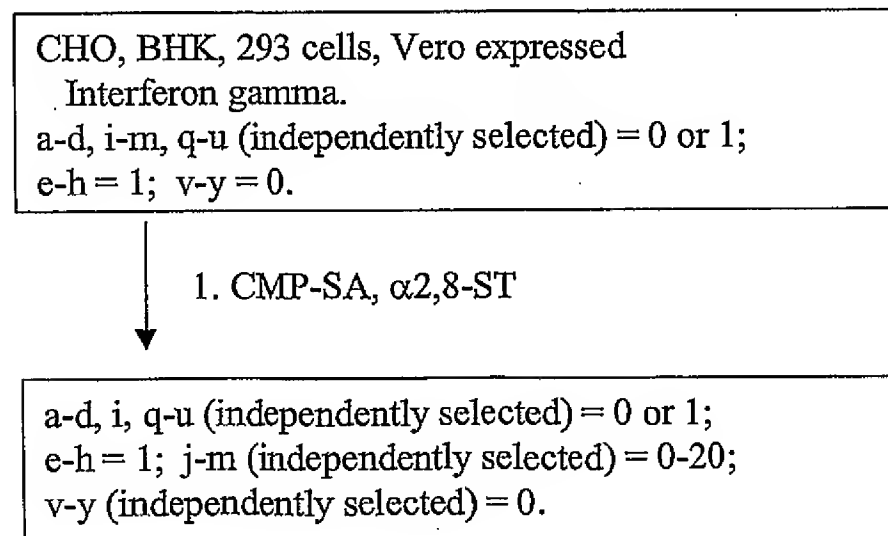 CHO, BHK, 293 cells, Vero expressed
Interferon gamma.
a-d, i-m, q-u (independently selected) = 0 or 1;
e-h = 1; v-y = 0.
1. CMP-SA, α2,8-ST
a-d, i, q-u (independently selected) = 0 or 1;
e-h = 1; j-m (independently selected) = 0-20;
v-y (independently selected) = 0.